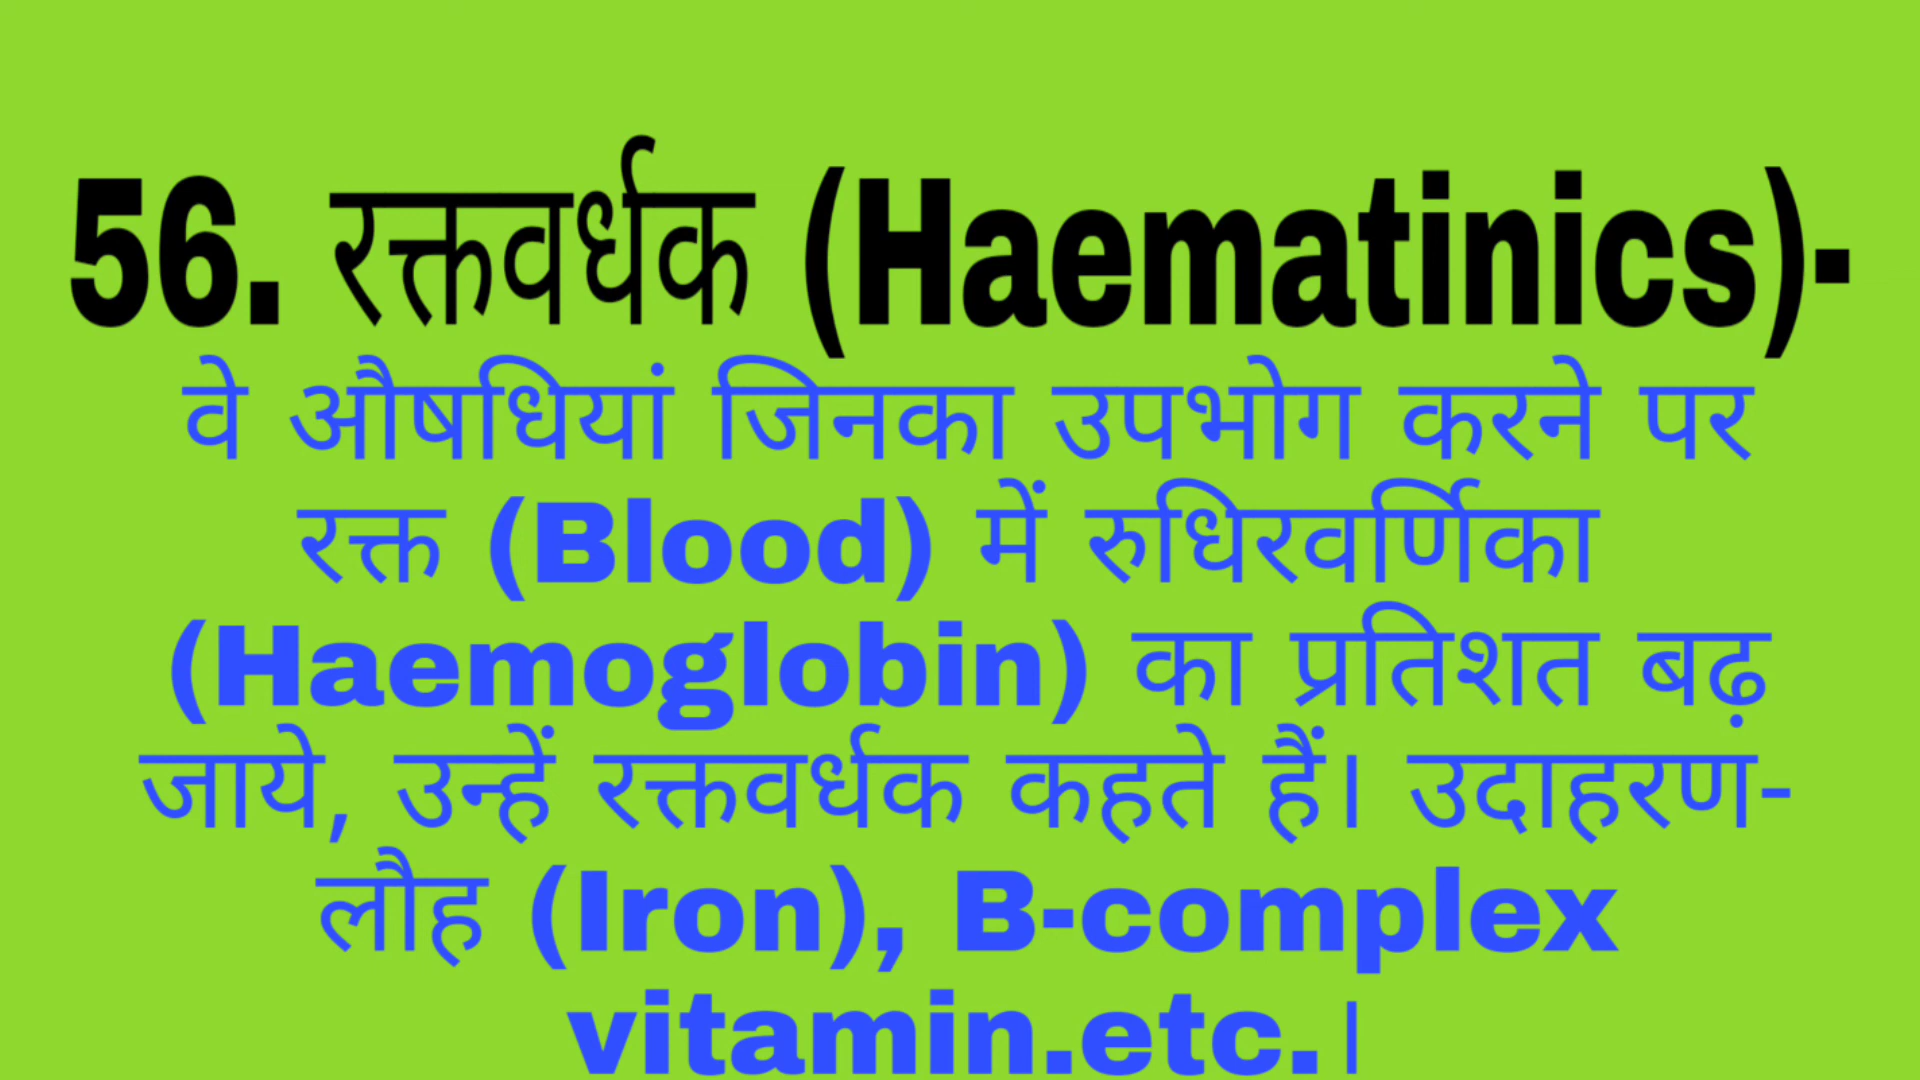 56. रक्तवर्धक (Haematinics)-
वे औषधियां जिनका उपभोग करने पर
रक्त (Blood) में रुधिरवर्णिका
(Haemoglobin) का प्रतिशत बढ़
जाये, उन्हें रक्तवर्धक कहते हैं। उदाहरणं-
लौह (Iron), B-complex
vitamin.etc.।